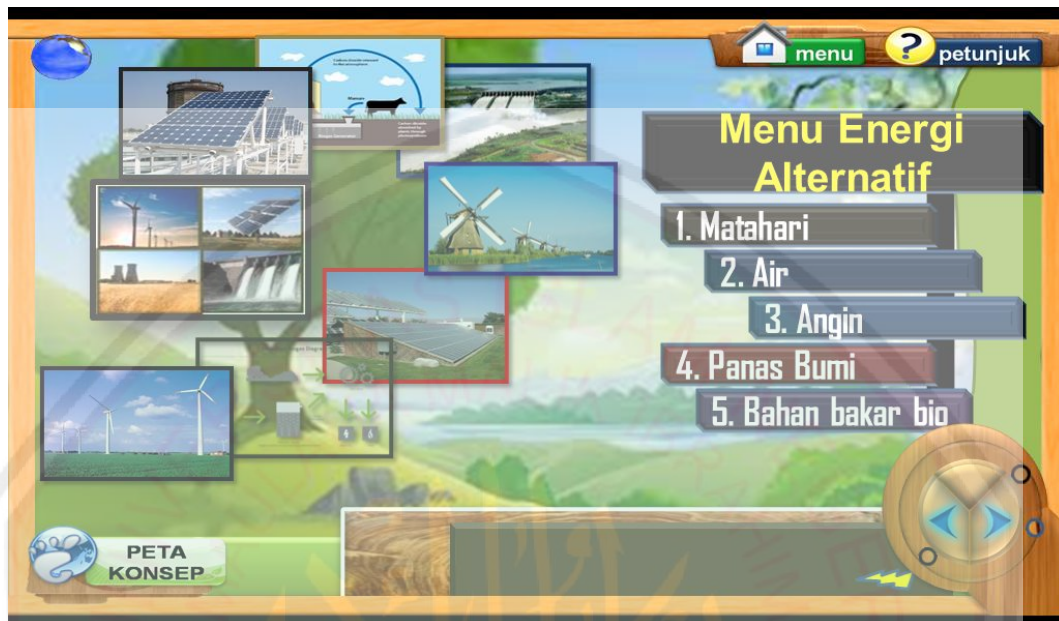 menu
petunjuk
Menu Energi
Alternatif
1. Matahari
2. Air
3. Angin
4. Panas Bumi
5. Bahan bakar bio
PETA
KONSEP